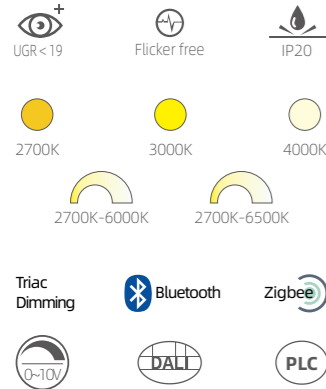 UGR < 19
Flicker free
IP20
2700K
3000K
4000K
2700K-6000K
2700K-6500K
Triac
Dimming
Bluetooth
Zigbee
0~10V
DALI
PLC